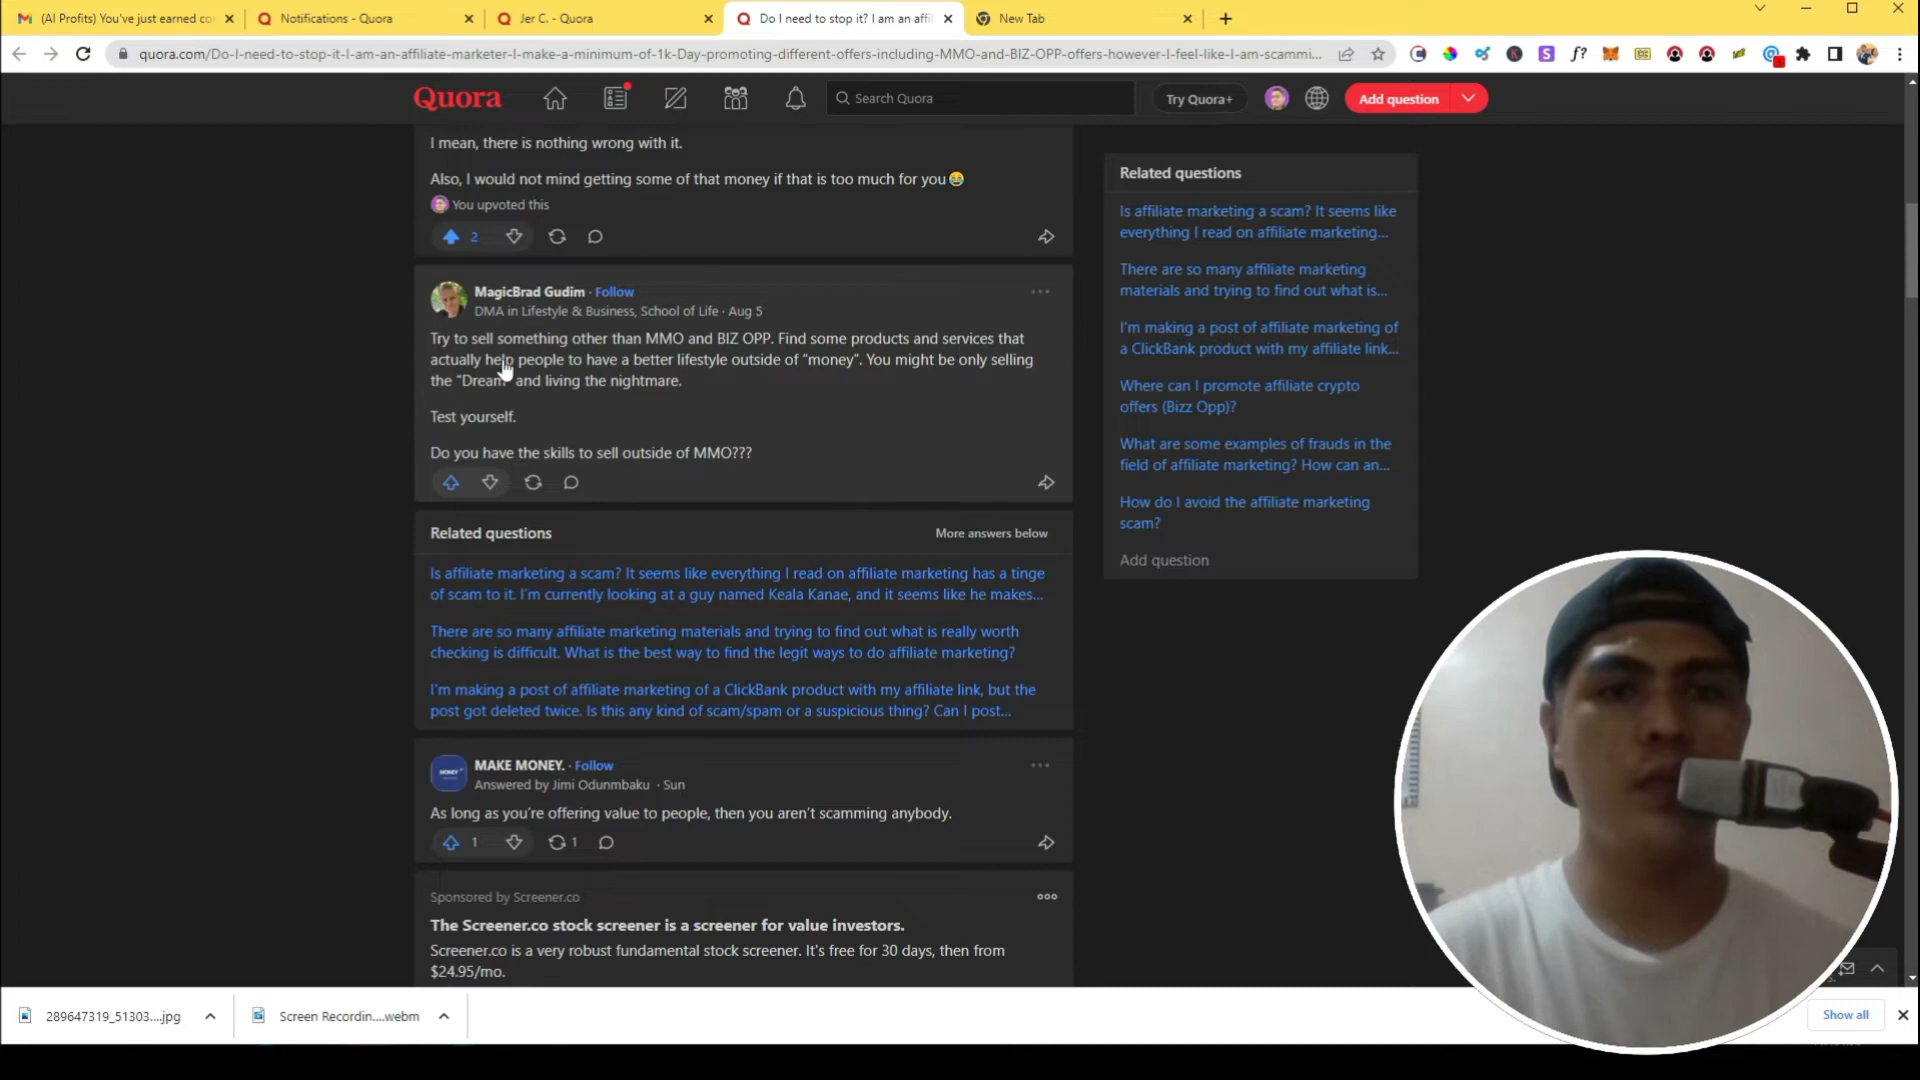 (AI Profits) You've just earned co
Notifications - Quora
Jer C. - Quora
Do I need to stop it? I am an affil
New Tab
quora.com/Do-I-need-to-stop-it-I-am-an-affiliate-marketer-I-make-a-minimum-of-1k-Day-promoting-different-offers-including-MMO-and-BIZ-OPP-offers-however-I-feel-like-I-am-scammi...
Quora
Search Quora
Try Quora+
Add question
I mean, there is nothing wrong with it.
Also, I would not mind getting some of that money if that is too much for you😂
You upvoted this
2
MagicBrad Gudim · Follow
DMA in Lifestyle & Business, School of Life · Aug 5
Try to sell something other than MMO and BIZ OPP. Find some products and services that
actually help people to have a better lifestyle outside of “money”. You might be only selling
the “Dream” and living the nightmare.
Test yourself.
Do you have the skills to sell outside of MMO???
Related questions
More answers below
Is affiliate marketing a scam? It seems like everything I read on affiliate marketing has a tinge
of scam to it. I'm currently looking at a guy named Keala Kanae, and it seems like he makes...
There are so many affiliate marketing materials and trying to find out what is really worth
checking is difficult. What is the best way to find the legit ways to do affiliate marketing?
I'm making a post of affiliate marketing of a ClickBank product with my affiliate link, but the
post got deleted twice. Is this any kind of scam/spam or a suspicious thing? Can I post...
MONEY
MAKE MONEY. · Follow
Answered by Jimi Odunmbaku · Sun
As long as you're offering value to people, then you aren't scamming anybody.
1
1
Sponsored by Screener.co
The Screener.co stock screener is a screener for value investors.
Screener.co is a very robust fundamental stock screener. It's free for 30 days, then from
$24.95/mo.
Related questions
Is affiliate marketing a scam? It seems like
everything I read on affiliate marketing...
There are so many affiliate marketing
materials and trying to find out what is...
I'm making a post of affiliate marketing of
a ClickBank product with my affiliate link...
Where can I promote affiliate crypto
offers (Bizz Opp)?
What are some examples of frauds in the
field of affiliate marketing? How can an...
How do I avoid the affiliate marketing
scam?
Add question
289647319_51303....jpg
Screen Recordin....webm
Show all